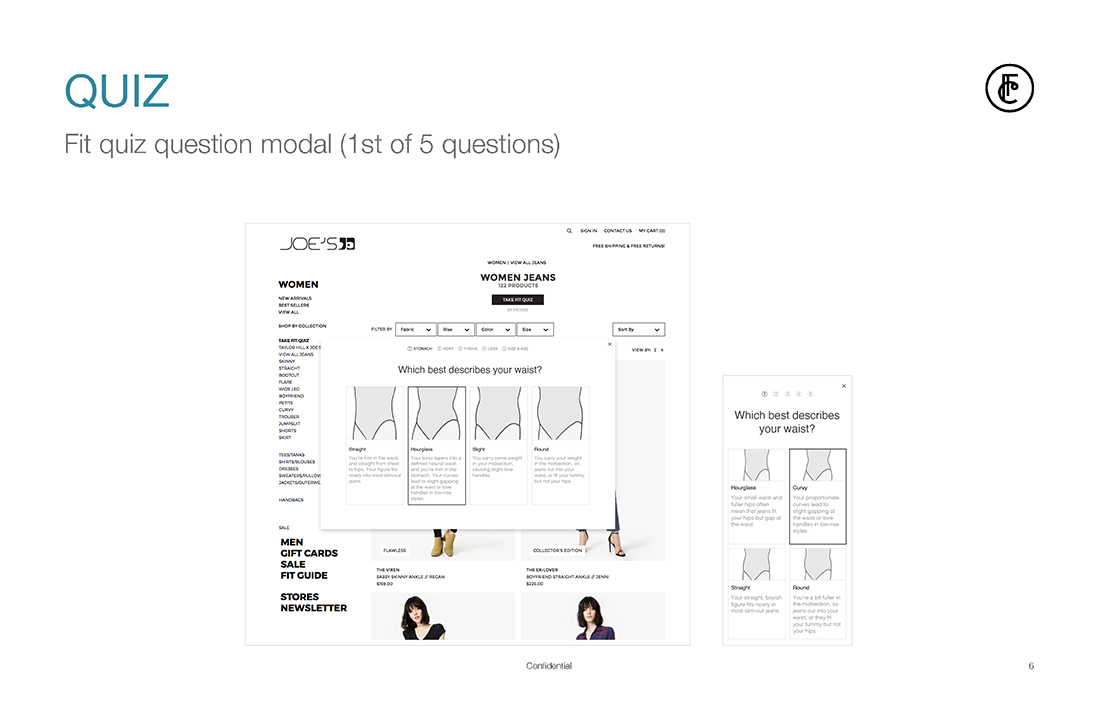 QUIZ
Fit quiz question modal (1st of 5 questions)
JOE'S
SIGN IN CONTACT US MY CART (0)
FREE SHIPPING & FREE RETURNS!
WOMEN | VIEW ALL JEANS
WOMEN JEANS
122 PRODUCTS
TAKE FIT QUIZ
BY FITCODE
FILTER BY Fabric Rise Color Size Sort By
VIEW BY: 2 4
WOMEN
NEW ARRIVALS
BEST SELLERS
VIEW ALL
SHOP BY COLLECTION
TAKE FIT QUIZ
TAYLOR HILL X JOE'S
VIEW ALL JEANS
SKINNY
STRAIGHT
BOOTCUT
FLARE
WIDE LEG
BOYFRIEND
PETITE
CURVY
TROUSER
JUMPSUIT
SHORTS
SKIRT
TEES/TANKS
SHIRTS/BLOUSES
DRESSES
SWEATERS/PULLOV
JACKETS/OUTERWE
HANDBAGS
SALE
MEN
GIFT CARDS
SALE
FIT GUIDE
STORES
NEWSLETTER
1 STOMACH 2 REAR 3 THIGHS 4 LEGS 5 SIZE & AGE
Which best describes your waist?
Straight
You're trim in the waist,
and straight from chest
to hips. Your figure fits
nicely into most slim-cut
jeans.
Hourglass
Your torso tapers into a
defined natural waist,
and you're trim in the
stomach. Your curves
lead to slight gapping
at the waist or love
handles in low-rise
styles.
Slight
You carry some weight
in your midsection,
causing slight love
handles.
Round
You carry your weight
in the midsection, so
jeans cut into your
waist, or fit your tummy
but not your hips.
FLAWLESS
COLLECTOR'S EDITION
THE VIXEN
SASSY SKINNY ANKLE // REGAN
$169.00
THE EX-LOVER
BOYFRIEND STRAIGHT ANKLE // JENNI
$225.00
1 2 3 4 5
Which best describes
your waist?
Hourglass
Your small waist and
fuller hips often
mean that jeans fit
your hips but gap at
the waist
Curvy
Your proportionate
curves lead to
slight gapping at
the waist or love
handles in low-rise
styles.
Straight
Your straight, boyish
figure fits nicely in
most slim-cut jeans
Round
You're a bit fuller in
the midsection, so
jeans cut into your
waist, or they fit
your tummy but not
your hips.
Confidential
6